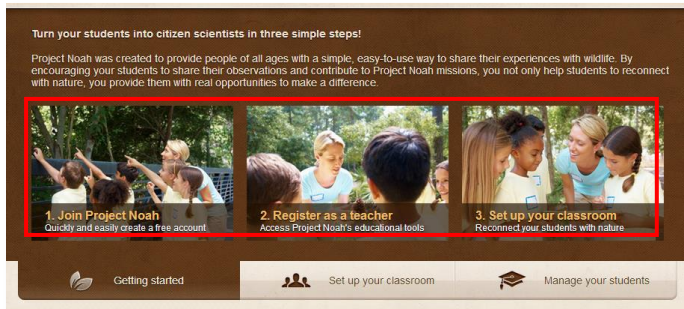 Turn your students into citizen scientists in three simple steps!
Project Noah was created to provide people of all ages with a simple, easy-to-use way to share their experiences with wildlife. By
encouraging your students to share their observations and contribute to Project Noah missions, you not only help students to reconnect
with nature, you provide them with real opportunities to make a difference.
1. Join Project Noah
Quickly and easily create a free account
2. Register as a teacher
Access Project Noah's educational tools
3. Set up your classroom
Reconnect your students with nature
Getting started
Set up your classroom
Manage your students